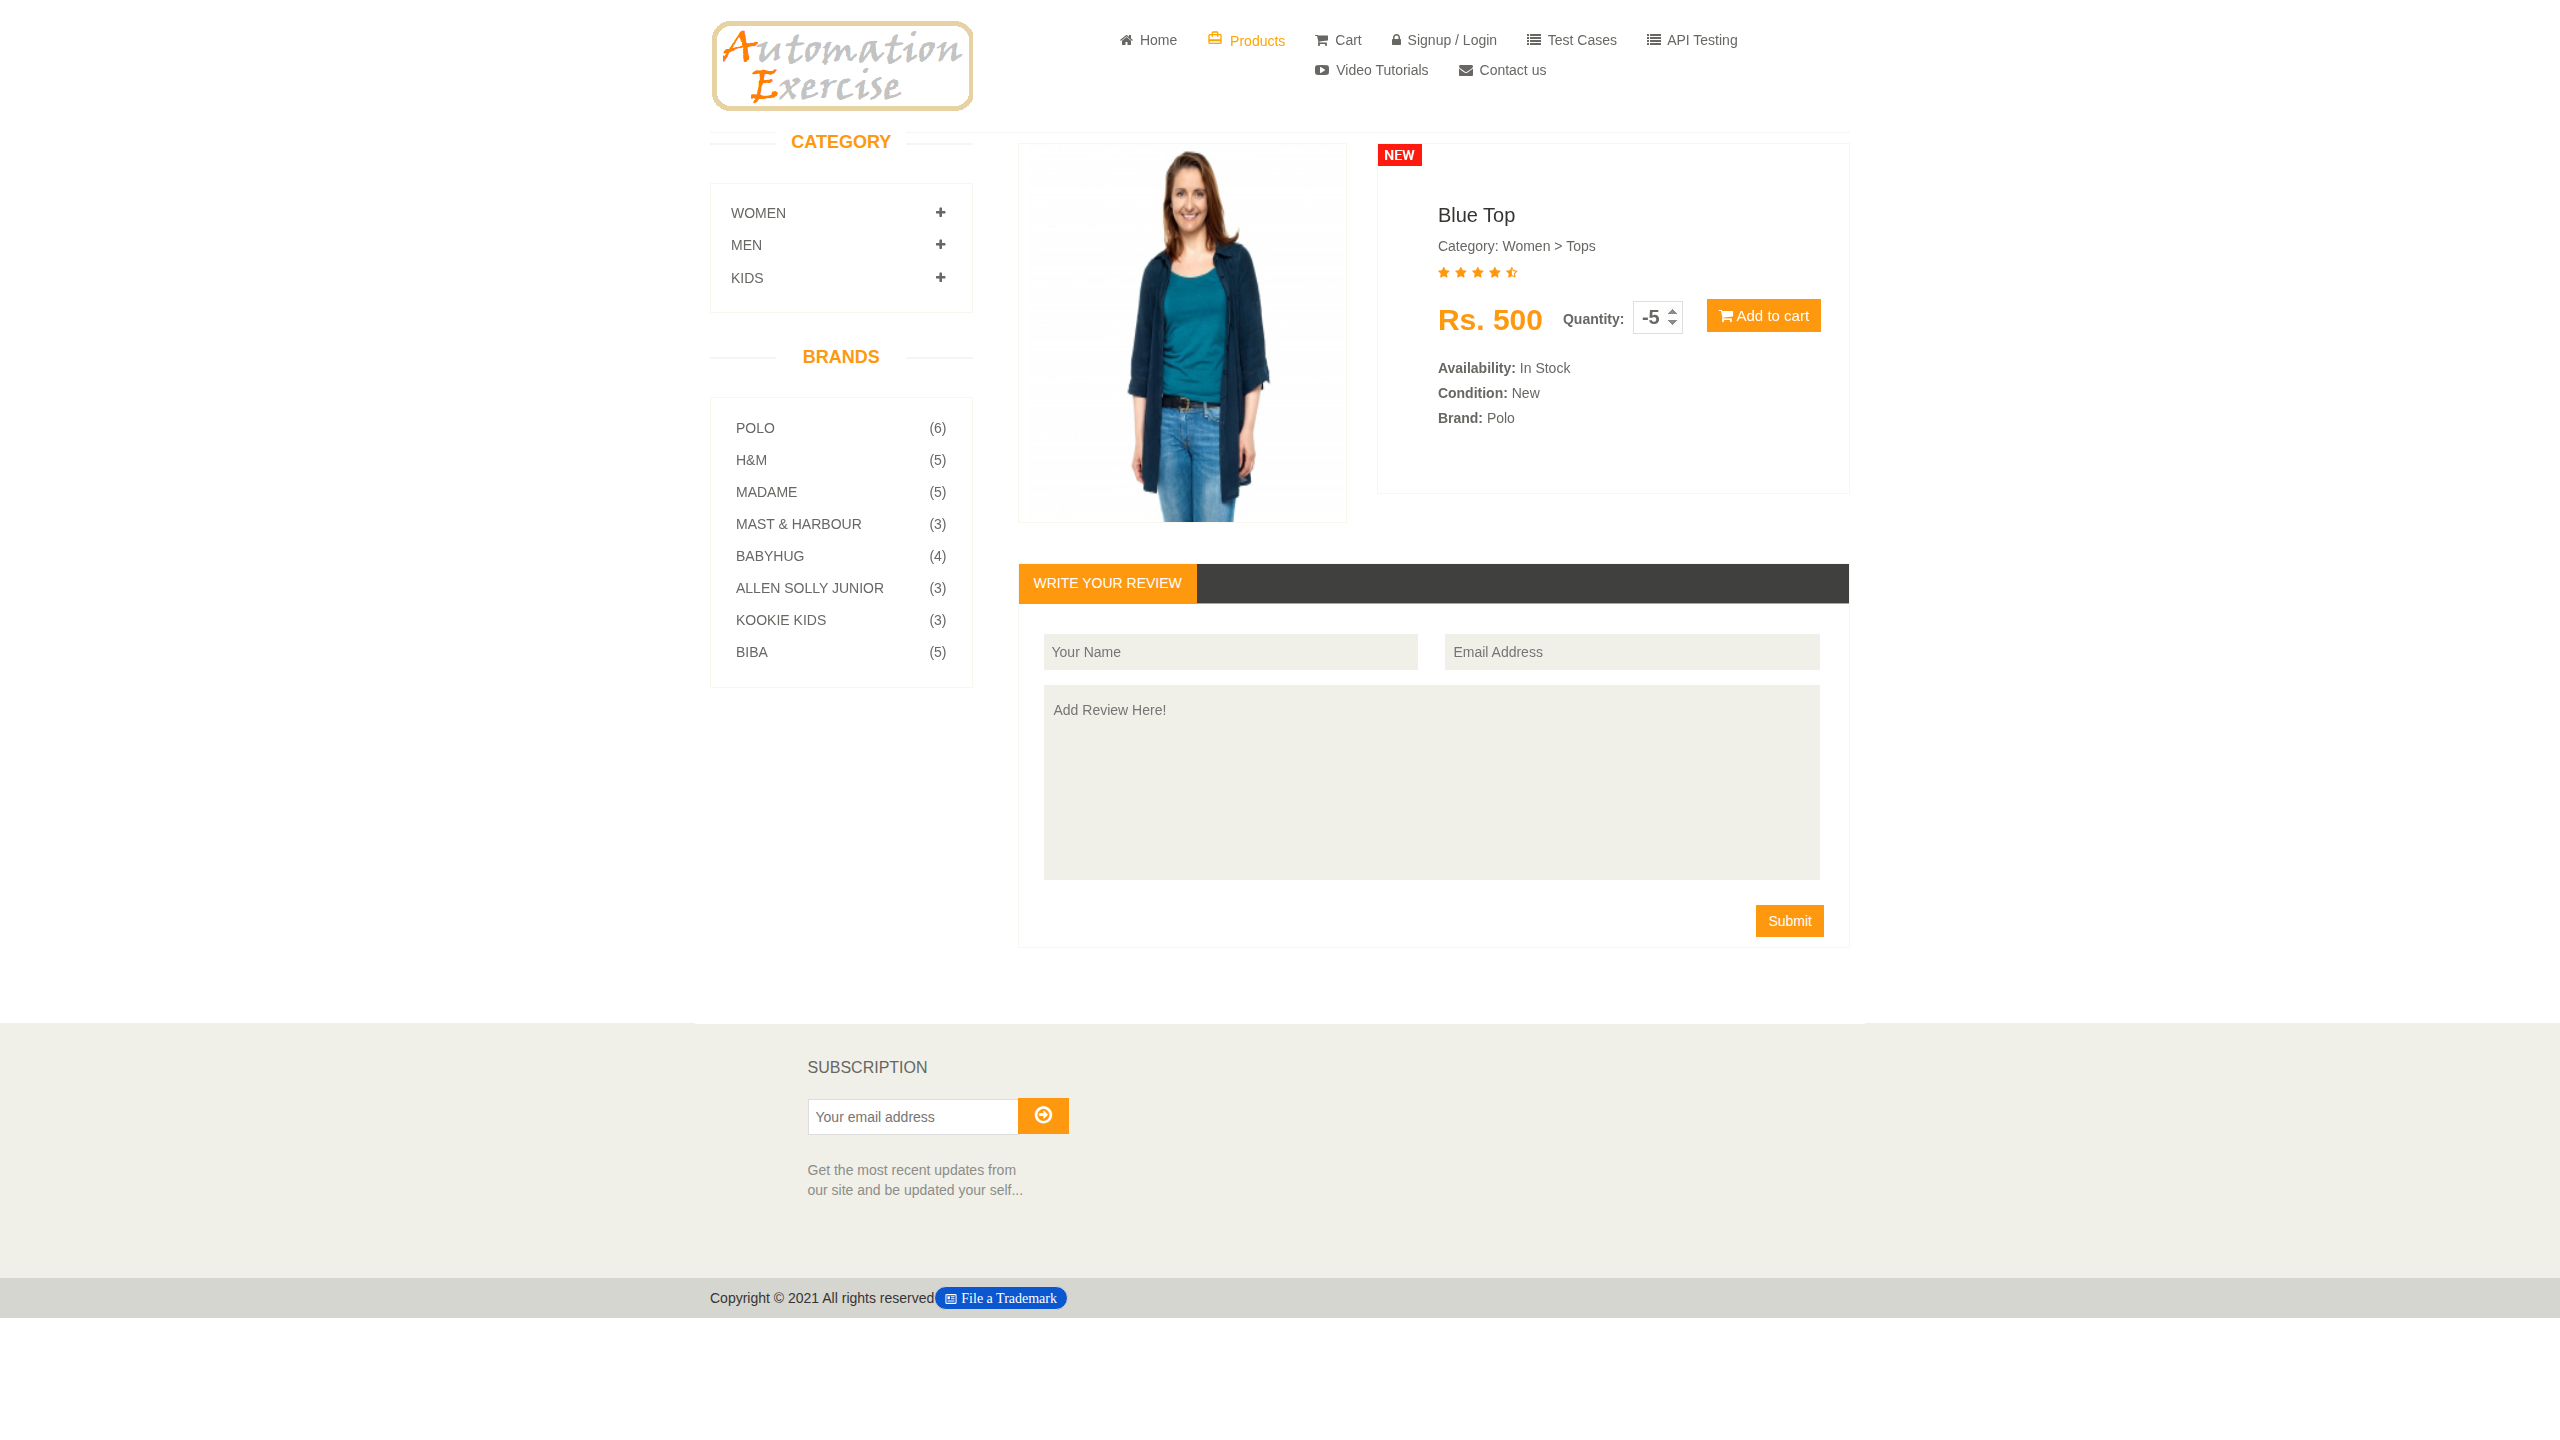 Automation
Exercise
Home
Products
Cart
Signup / Login
Test Cases
API Testing
Video Tutorials
Contact us
CATEGORY
WOMEN
MEN
KIDS
BRANDS
POLO (6)
H&M (5)
MADAME (5)
MAST & HARBOUR (3)
BABYHUG (4)
ALLEN SOLLY JUNIOR (3)
KOOKIE KIDS (3)
BIBA (5)
NEW
Blue Top
Category: Women > Tops
Rs. 500 Quantity: -5 Add to cart
Availability: In Stock
Condition: New
Brand: Polo
WRITE YOUR REVIEW
Your Name
Email Address
Add Review Here!
Submit
SUBSCRIPTION
Your email address
Get the most recent updates from
our site and be updated your self...
Copyright © 2021 All rights reserved
File a Trademark